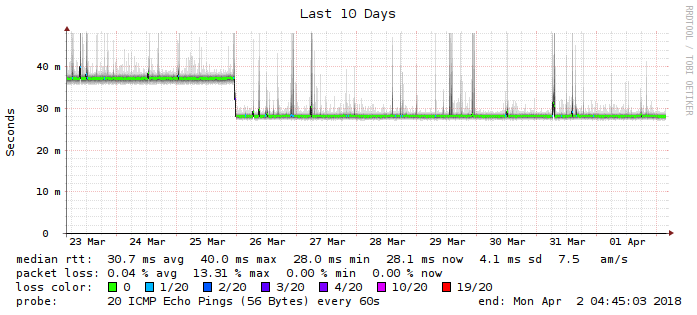 Last 10 Days
RRDTOOL / TOBI OETIKER
Seconds
40 m
30 m
20 m
10 m
0
23 Mar 24 Mar 25 Mar 26 Mar 27 Mar 28 Mar 29 Mar 30 Mar 31 Mar 01 Apr
median rtt: 30.7 ms avg 40.0 ms max 28.0 ms min 28.1 ms now 4.1 ms sd 7.5 am/s
packet loss: 0.04 % avg 13.31 % max 0.00 % min 0.00 % now
loss color: 0 1/20 2/20 3/20 4/20 10/20 19/20
probe: 20 ICMP Echo Pings (56 Bytes) every 60s end: Mon Apr 2 04:45:03 2018